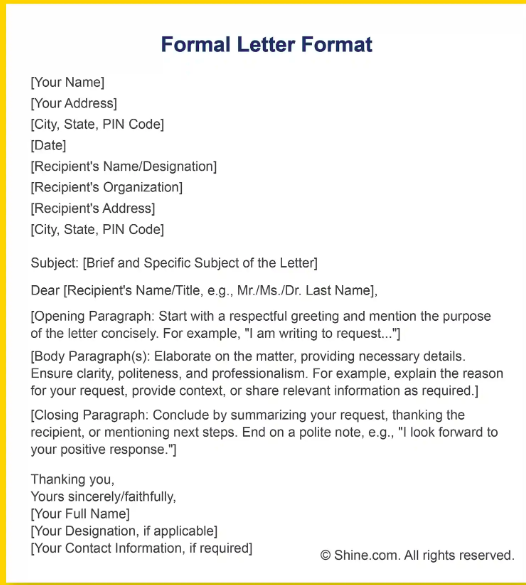 Formal Letter Format
[Your Name]
[Your Address]
[City, State, PIN Code]
[Date]
[Recipient's Name/Designation]
[Recipient's Organization]
[Recipient's Address]
[City, State, PIN Code]
Subject: [Brief and Specific Subject of the Letter]
Dear [Recipient's Name/Title, e.g., Mr./Ms./Dr. Last Name],
[Opening Paragraph: Start with a respectful greeting and mention the purpose
of the letter concisely. For example, "I am writing to request..."]
[Body Paragraph(s): Elaborate on the matter, providing necessary details.
Ensure clarity, politeness, and professionalism. For example, explain the reason
for your request, provide context, or share relevant information as required.]
[Closing Paragraph: Conclude by summarizing your request, thanking the
recipient, or mentioning next steps. End on a polite note, e.g., "I look forward to
your positive response."]
Thanking you,
Yours sincerely/faithfully,
[Your Full Name]
[Your Designation, if applicable]
[Your Contact Information, if required]
© Shine.com. All rights reserved.